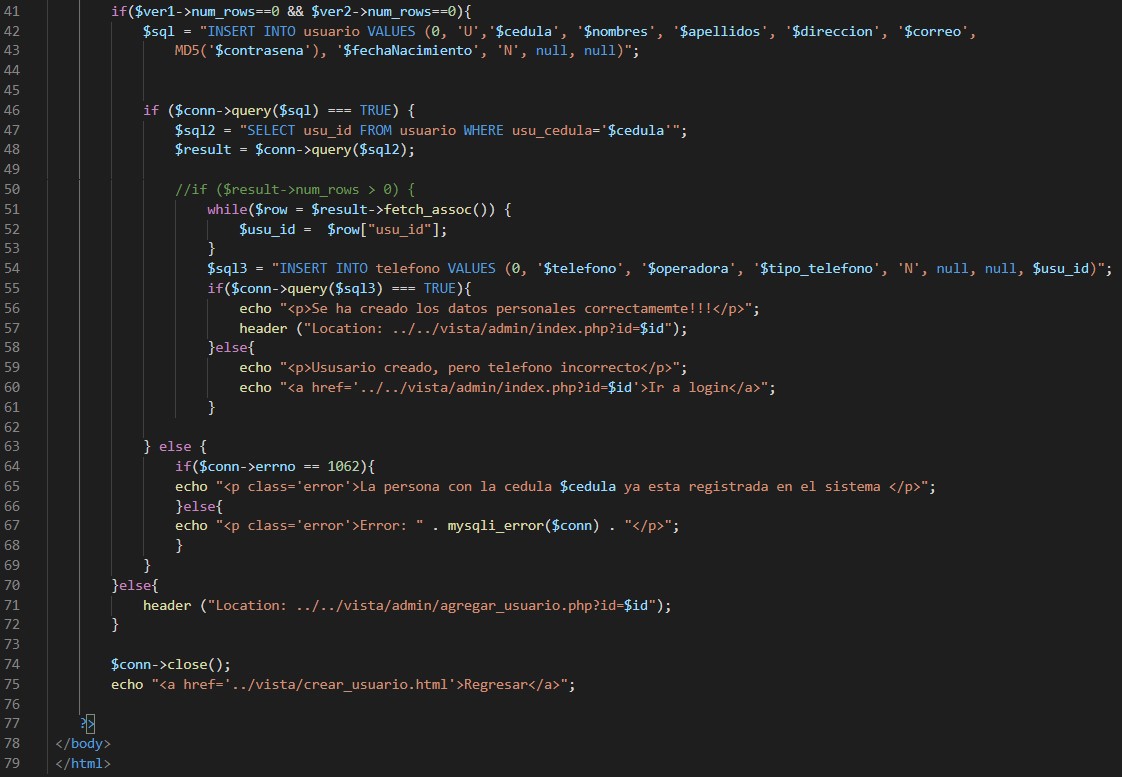 41 if($ver1->num_rows==0 && $ver2->num_rows==0){
42 $sql = "INSERT INTO usuario VALUES (0, 'U','$cedula', '$nombres', '$apellidos', '$direccion', '$correo',
43 MD5('$contrasena'), '$fechaNacimiento', 'N', null, null)";
44
45
46 if ($conn->query($sql) === TRUE) {
47 $sql2 = "SELECT usu_id FROM usuario WHERE usu_cedula='$cedula'";
48 $result = $conn->query($sql2);
49
50 //if ($result->num_rows > 0) {
51 while($row = $result->fetch_assoc()) {
52 $usu_id =  $row["usu_id"];
53 }
54 $sql3 = "INSERT INTO telefono VALUES (0, '$telefono', '$operadora', '$tipo_telefono', 'N', null, null, $usu_id)";
55 if($conn->query($sql3) === TRUE){
56 echo "<p>Se ha creado los datos personales correctamemte!!!</p>";
57 header ("Location: ../../vista/admin/index.php?id=$id");
58 }else{
59 echo "<p>Ususario creado, pero telefono incorrecto</p>";
60 echo "<a href='../../vista/admin/index.php?id=$id'>Ir a login</a>";
61 }
62
63 } else {
64 if($conn->errno == 1062){
65 echo "<p class='error'>La persona con la cedula $cedula ya esta registrada en el sistema </p>";
66 }else{
67 echo "<p class='error'>Error: " . mysqli_error($conn) . "</p>";
68 }
69 }
70 }else{
71 header ("Location: ../../vista/admin/agregar_usuario.php?id=$id");
72 }
73
74 $conn->close();
75 echo "<a href='../vista/crear_usuario.html'>Regresar</a>";
76
77 ?>
78 </body>
79 </html>